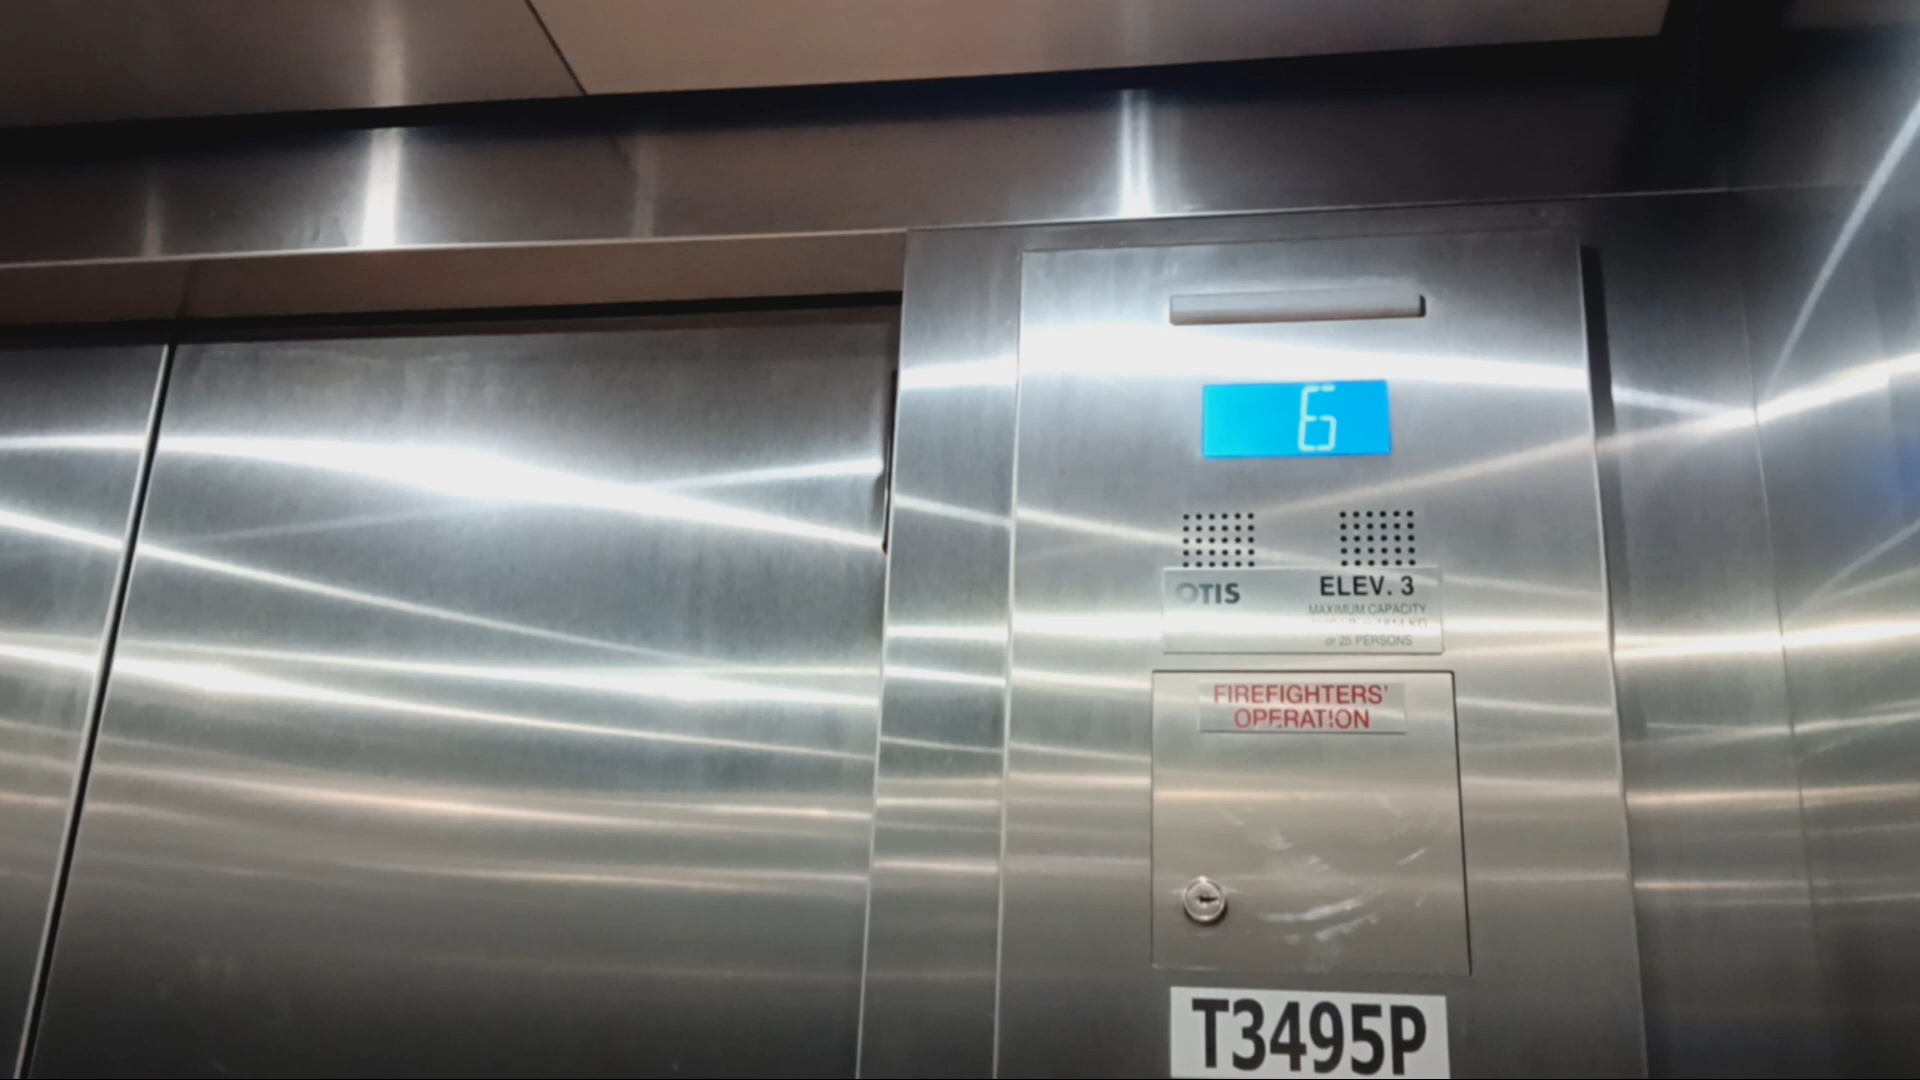 6
OTIS
ELEV. 3
MAXIMUM CAPACITY
or 25 PERSONS
FIREFIGHTERS'
OPERATION
T3495P